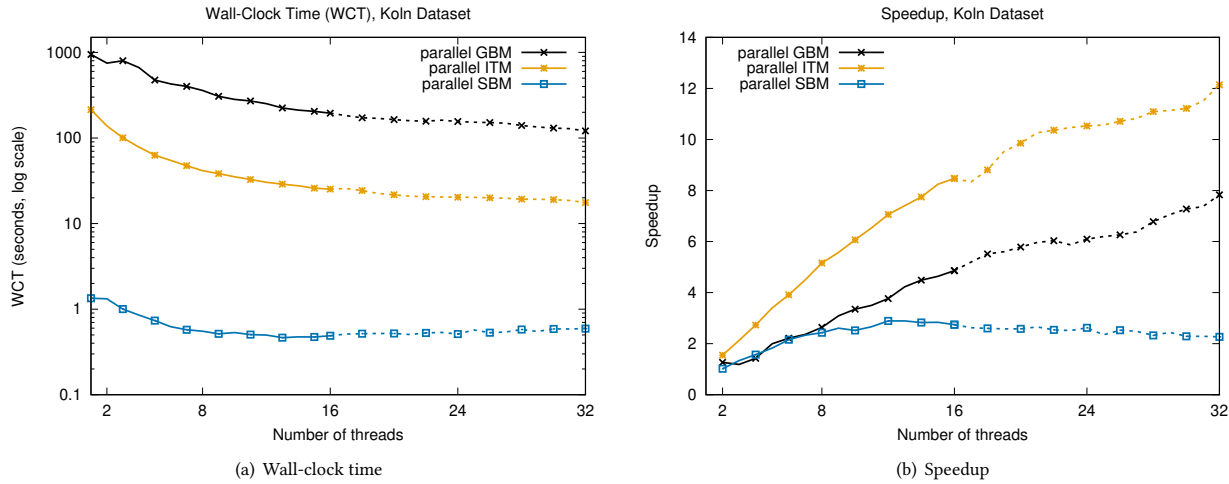 Wall-Clock Time (WCT), Koln Dataset
1000
100
10
1
0.1
WCT (seconds, log scale)
parallel GBM
parallel ITM
parallel SBM
2 8 16 24 32
Number of threads
(a) Wall-clock time
Speedup, Koln Dataset
14
12
10
8
6
4
2
0
Speedup
parallel GBM
parallel ITM
parallel SBM
2 8 16 24 32
Number of threads
(b) Speedup